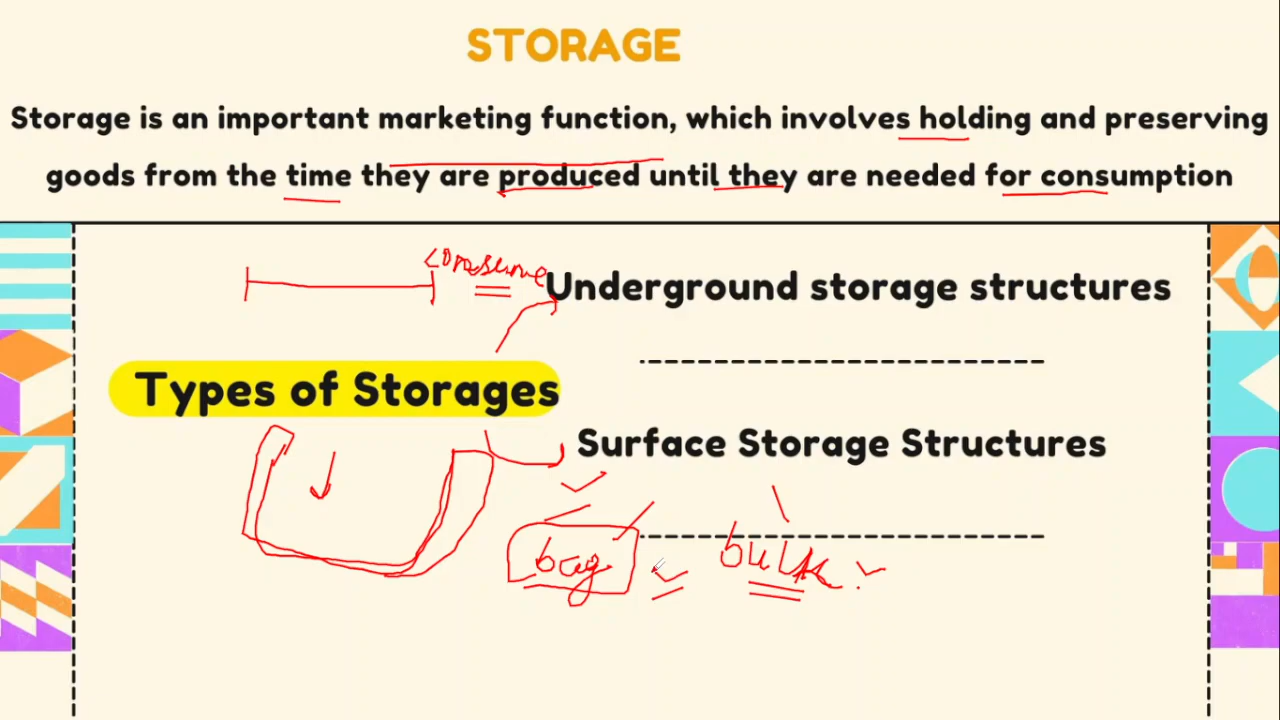 STORAGE
Storage is an important marketing function, which involves holding and preserving
goods from the time they are produced until they are needed for consumption
consume
Underground storage structures
Types of Storages
Surface Storage Structures
bag
bulk